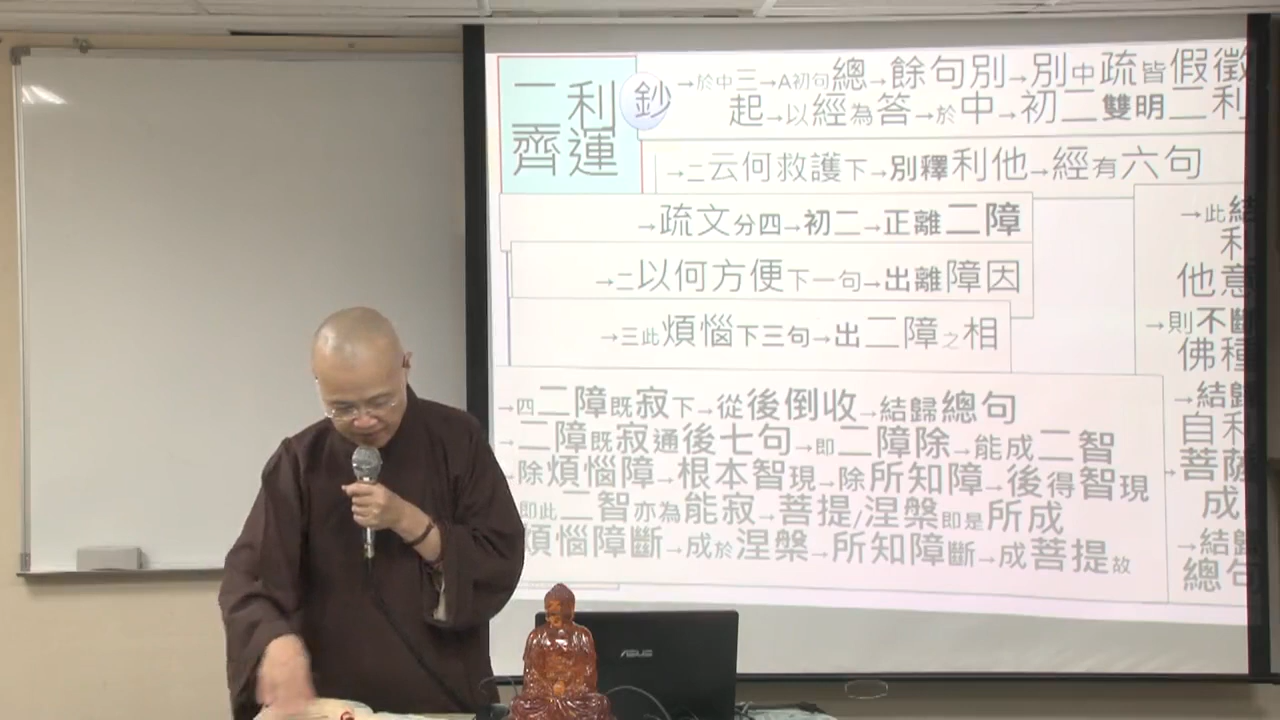 二利
齊運
鈔
→於中三→A初句總→餘句別→別中疏皆假徵
起→以經為答→於中→初二雙明二利
→二云何救護下→別釋利他→經有六句
→疏文分四→初二→正離二障
→二以何方便下一句→出離障因
→三此煩惱下三句→出二障之相
→四二障既寂下→從後倒收→結歸總句
→二障既寂通後七句→即二障除→能成二智
→除煩惱障→根本智現→除所知障→後得智現
→即此二智亦為能寂→菩提/涅槃即是所成
煩惱障斷→成於涅槃→所知障斷→成菩提故
→此結
利
他意
→則不斷
佛種
→結歸
自利
→菩薩
成
→結歸
總句
ASUS